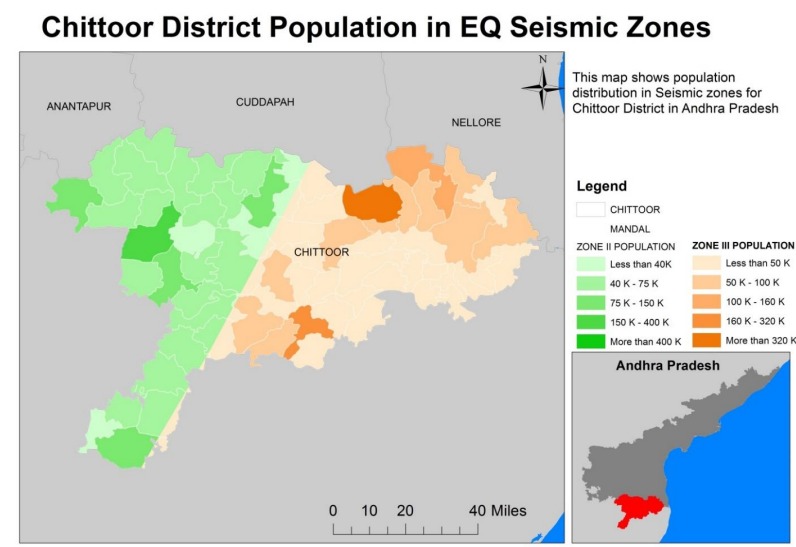 Chittoor District Population in EQ Seismic Zones
N
This map shows population
distribution in Seismic zones for
Chittoor District in Andhra Pradesh
ANANTAPUR
CUDDAPAH
NELLORE
CHITTOOR
Legend
CHITTOOR
MANDAL
ZONE II POPULATION
Less than 40K
40 K - 75 K
75 K - 150 K
150 K - 400 K
More than 400 K
ZONE III POPULATION
Less than 50 K
50 K - 100 K
100 K - 160 K
160 K - 320 K
More than 320 K
Andhra Pradesh
0 10 20 40 Miles